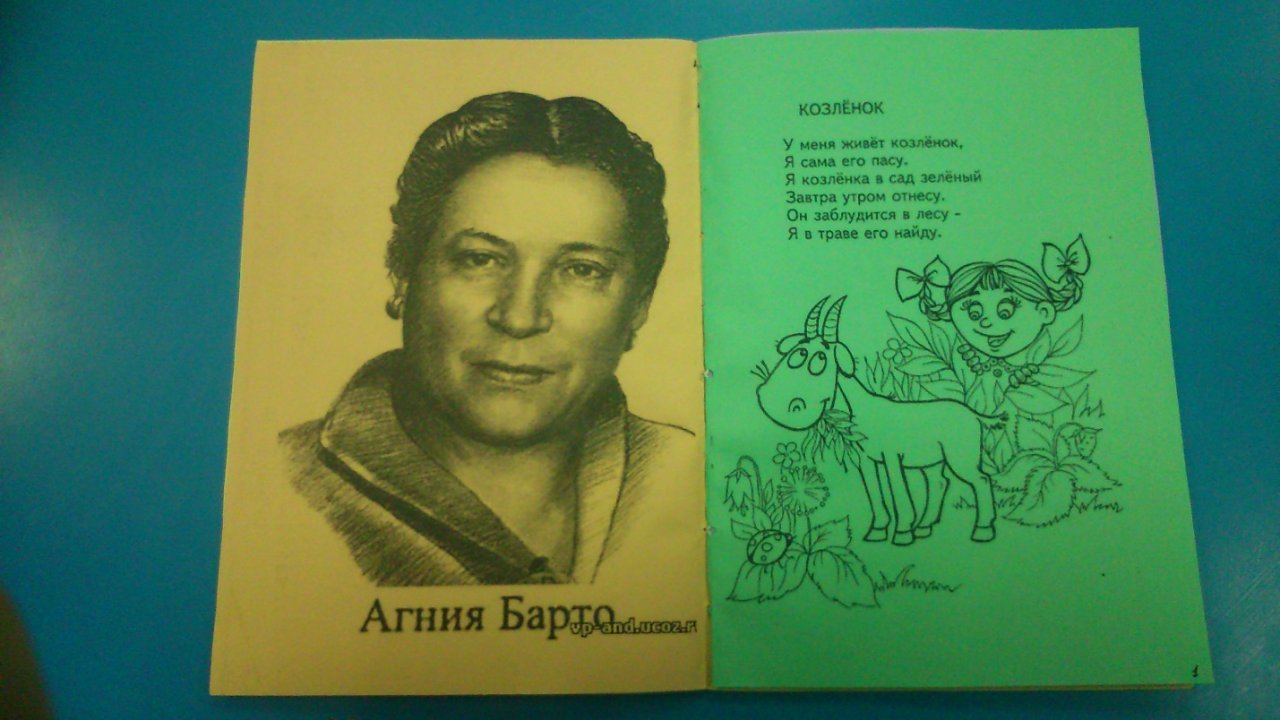 Агния Барто
vp-and.ucoz.r
КОЗЛЁНОК
У меня живёт козлёнок,
Я сама его пасу.
Я козлёнка в сад зелёный
Завтра утром отнесу.
Он заблудится в лесу -
Я в траве его найду.
1